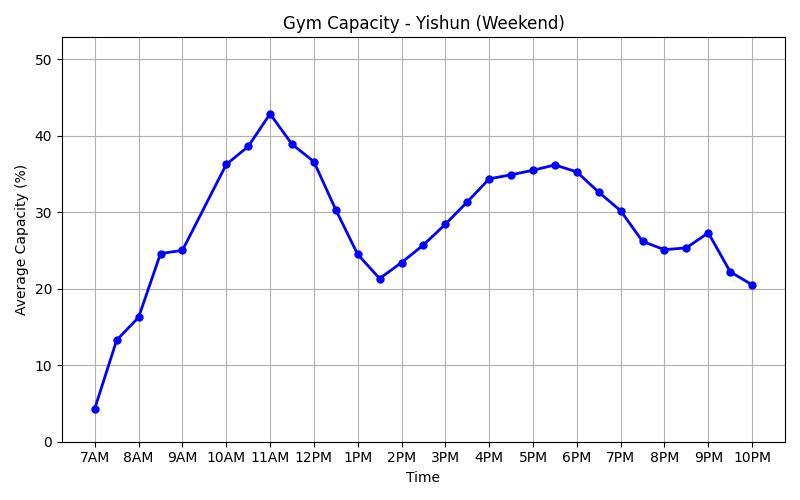 Gym Capacity - Yishun (Weekend)
50
40
30
20
10
0
Average Capacity (%)
7AM 8AM 9AM 10AM 11AM 12PM 1PM 2PM 3PM 4PM 5PM 6PM 7PM 8PM 9PM 10PM
Time